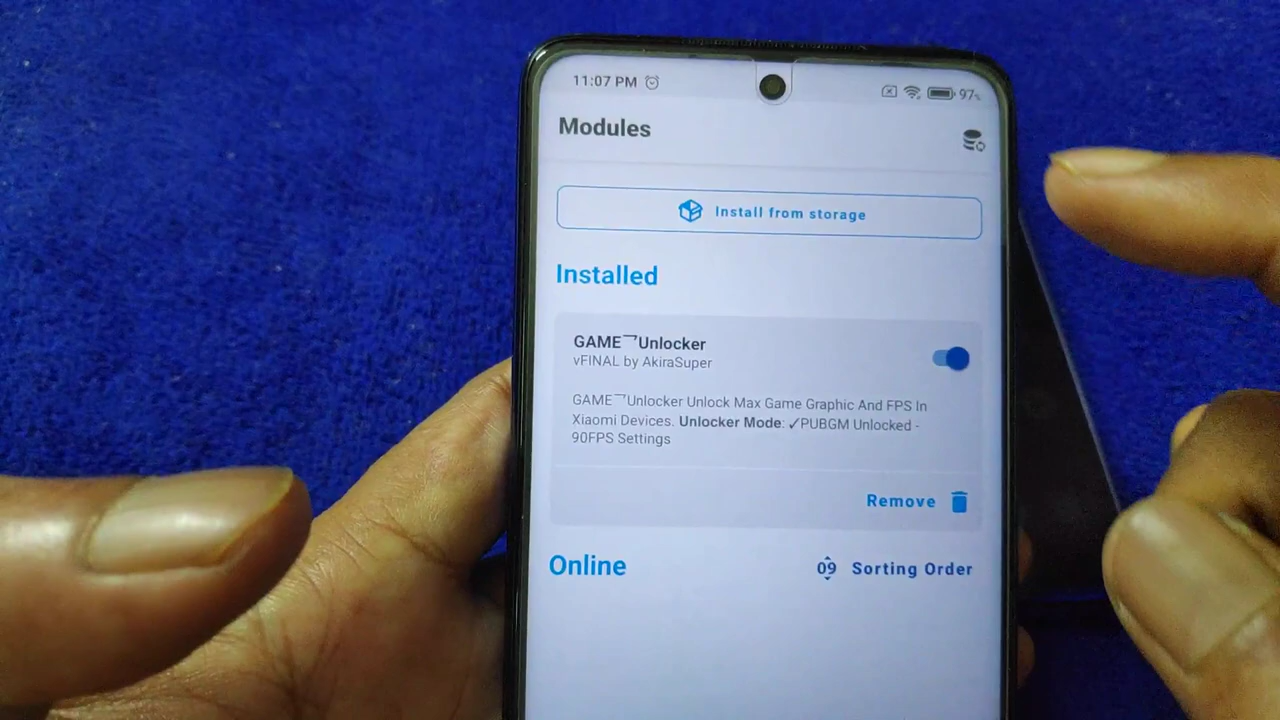 11:07 PM
97%
Modules
Install from storage
Installed
GAME ⃗Unlocker
vFINAL by AkiraSuper
GAME ⃗Unlocker Unlock Max Game Graphic And FPS In
Xiaomi Devices. Unlocker Mode: ✓PUBGM Unlocked -
90FPS Settings
Remove
Online
09 Sorting Order